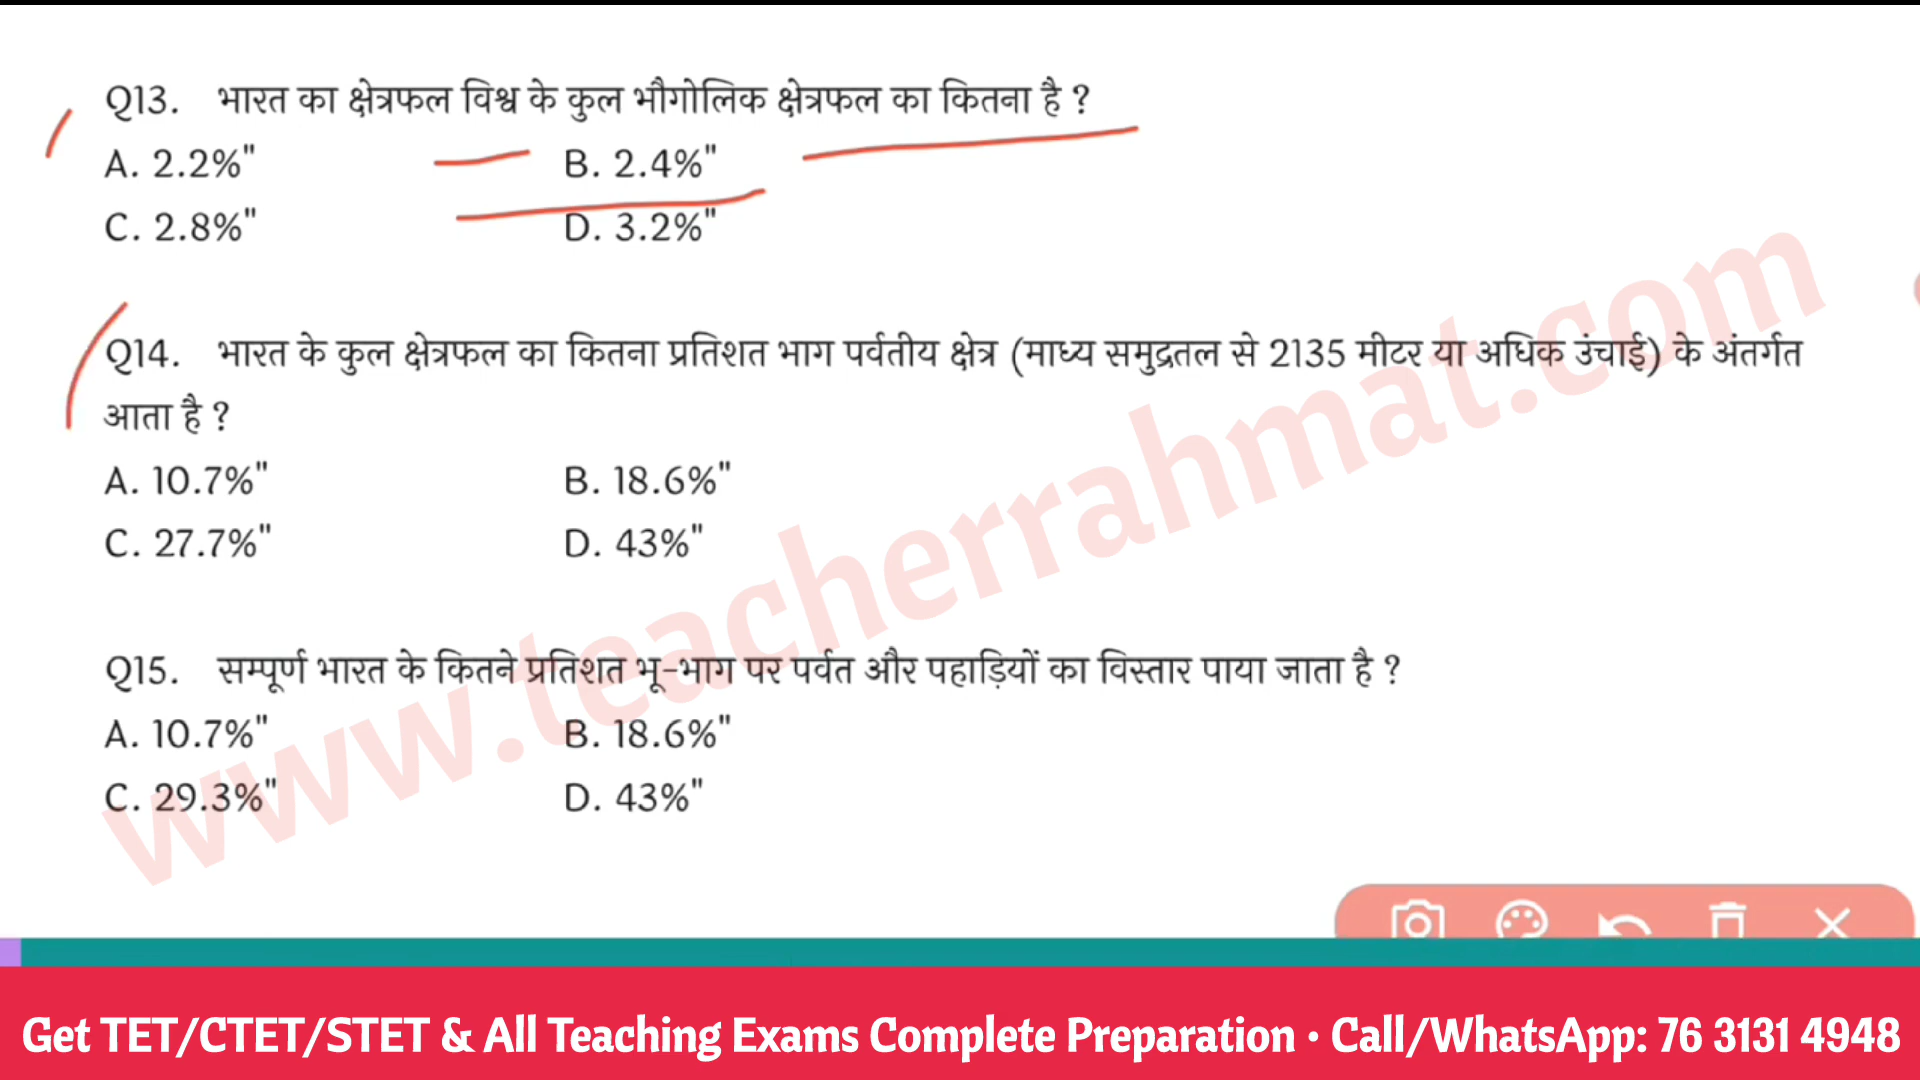 Q13. भारत का क्षेत्रफल विश्व के कुल भौगोलिक क्षेत्रफल का कितना है ?
A. 2.2%" B. 2.4%"
C. 2.8%" D. 3.2%"
Q14. भारत के कुल क्षेत्रफल का कितना प्रतिशत भाग पर्वतीय क्षेत्र (माध्य समुद्रतल से 2135 मीटर या अधिक उंचाई) के अंतर्गत
आता है ?
A. 10.7%" B. 18.6%"
C. 27.7%" D. 43%"
Q15. सम्पूर्ण भारत के कितने प्रतिशत भू-भाग पर पर्वत और पहाड़ियों का विस्तार पाया जाता है ?
A. 10.7%" B. 18.6%"
C. 29.3%" D. 43%"
www.teacherrahmat.com
Get TET/CTET/STET & All Teaching Exams Complete Preparation • Call/WhatsApp: 76 3131 4948